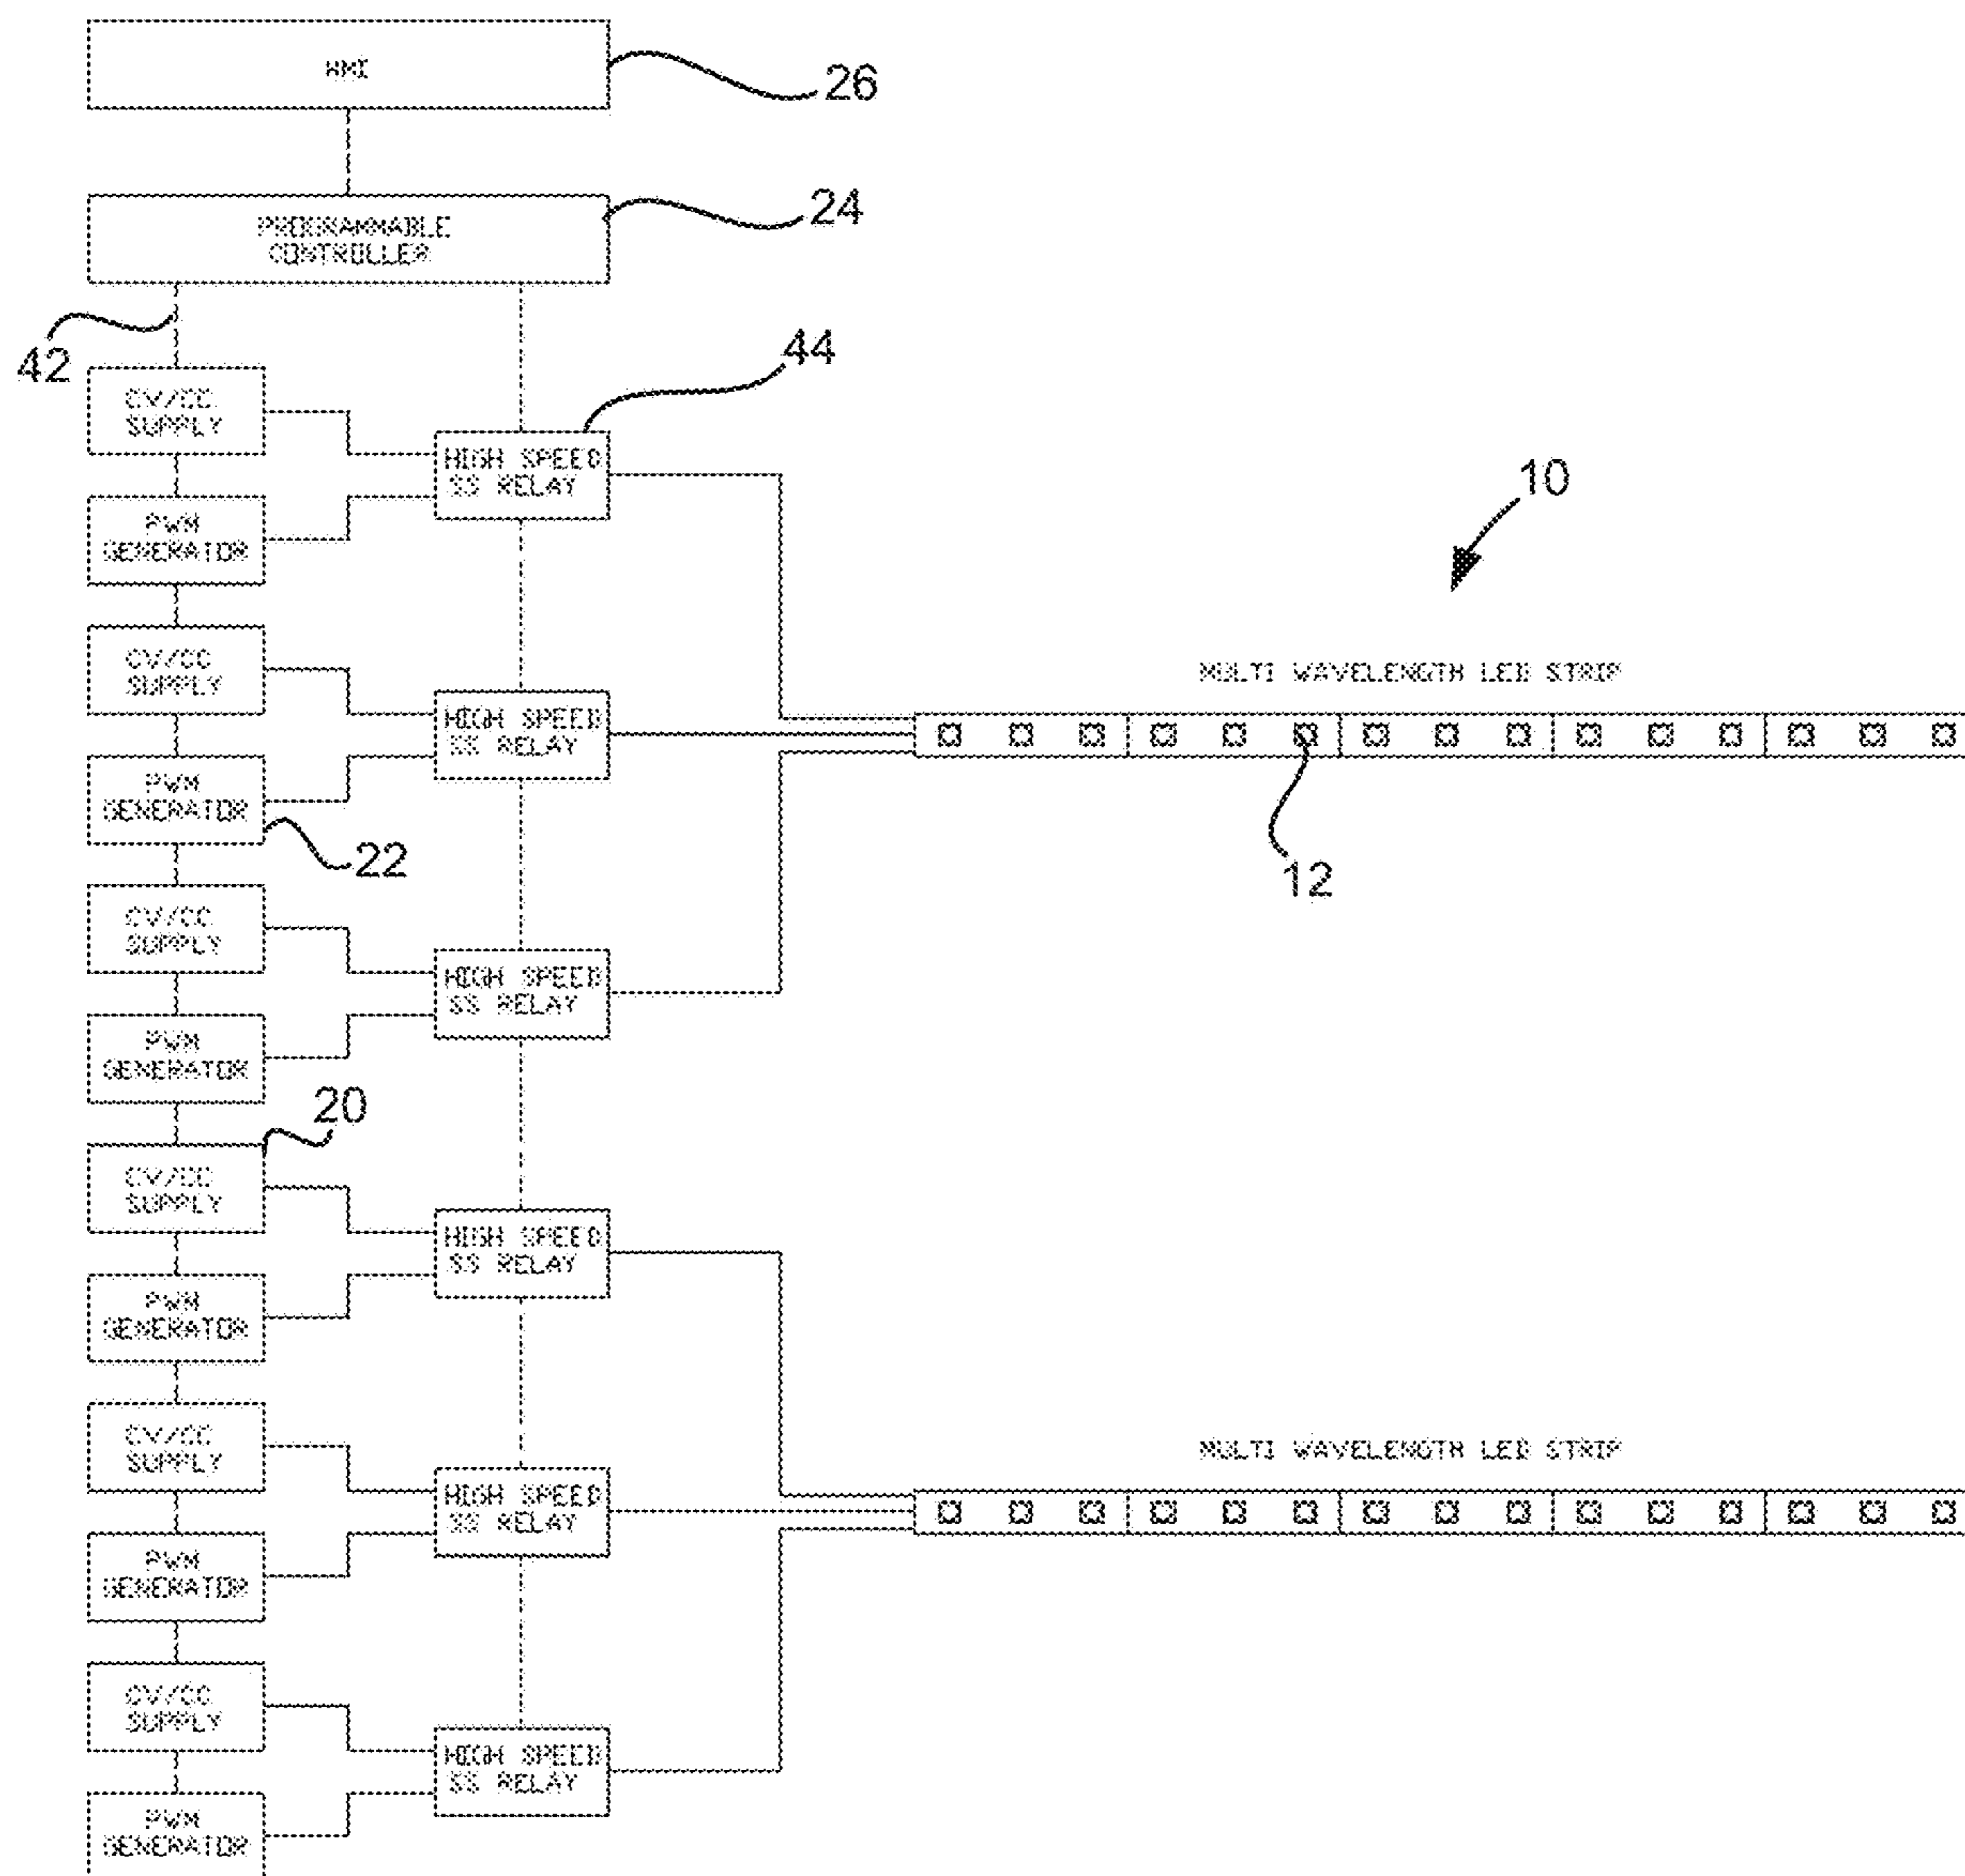 HMI
26
PROGRAMMABLE
CONTROLLER
24
42
44
CV/CC
SUPPLY
HIGH SPEED
SS RELAY
PWM
GENERATOR
10
CV/CC
SUPPLY
MULTI WAVELENGTH LED STRIP
HIGH SPEED
SS RELAY
PWM
GENERATOR
22
12
CV/CC
SUPPLY
HIGH SPEED
SS RELAY
PWM
GENERATOR
20
CV/CC
SUPPLY
HIGH SPEED
SS RELAY
PWM
GENERATOR
CV/CC
SUPPLY
MULTI WAVELENGTH LED STRIP
HIGH SPEED
SS RELAY
PWM
GENERATOR
CV/CC
SUPPLY
HIGH SPEED
SS RELAY
PWM
GENERATOR